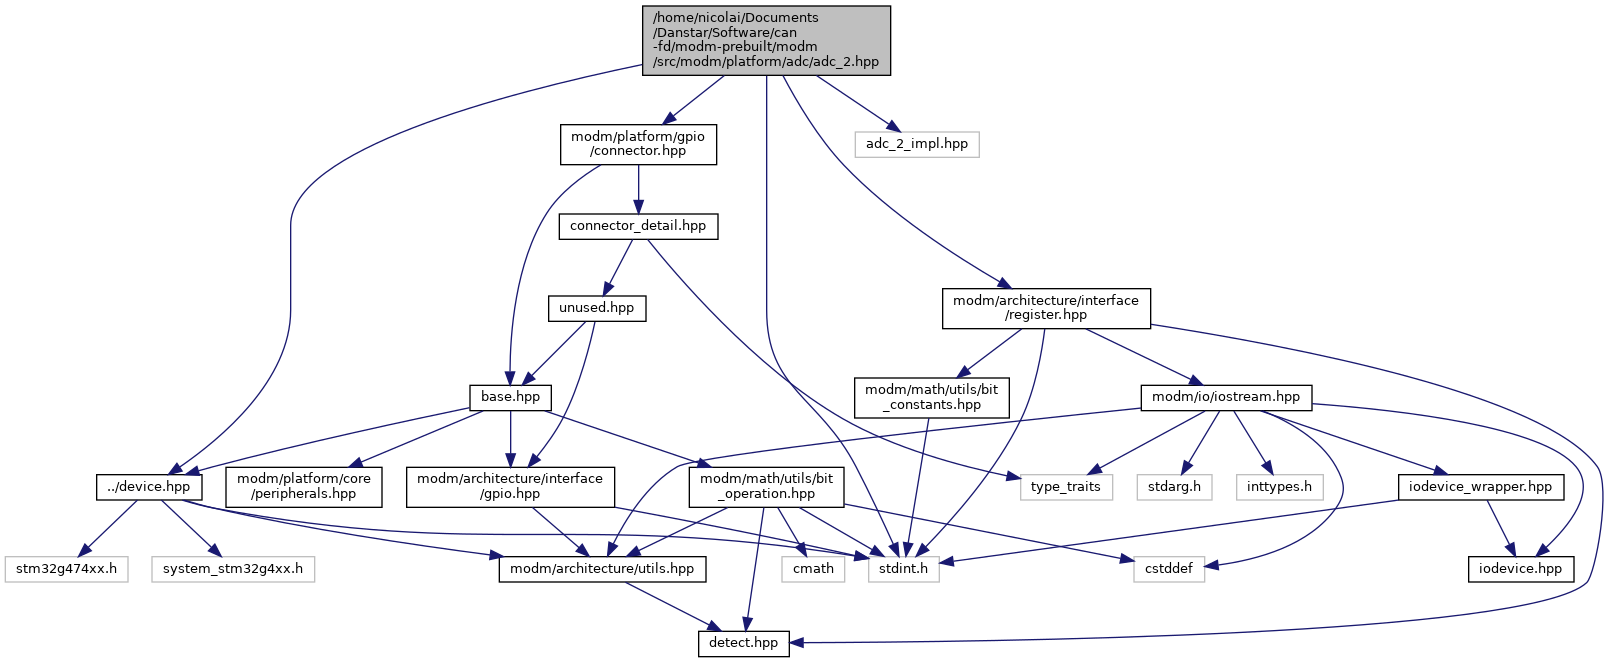 /home/nicolai/Documents
/Danstar/Software/can
-fd/modm-prebuilt/modm
/src/modm/platform/adc/adc_2.hpp
modm/platform/gpio
/connector.hpp
adc_2_impl.hpp
connector_detail.hpp
unused.hpp
modm/architecture/interface
/register.hpp
base.hpp
modm/math/utils/bit
_constants.hpp
modm/io/iostream.hpp
../device.hpp
modm/platform/core
/peripherals.hpp
modm/architecture/interface
/gpio.hpp
modm/math/utils/bit
_operation.hpp
type_traits
stdarg.h
inttypes.h
iodevice_wrapper.hpp
stm32g474xx.h
system_stm32g4xx.h
modm/architecture/utils.hpp
cmath
stdint.h
cstddef
iodevice.hpp
detect.hpp